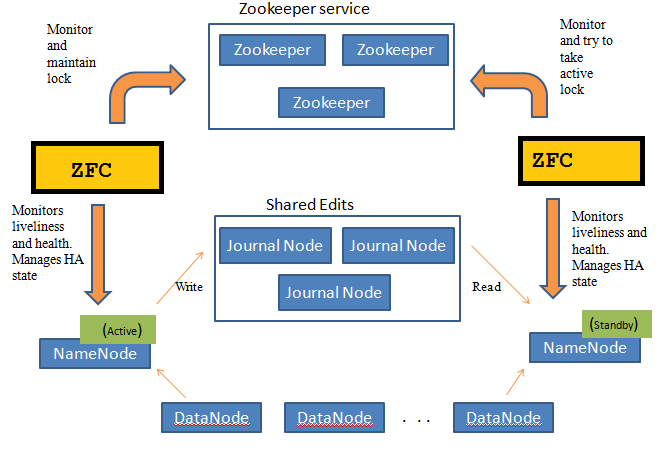 Zookeeper service
Monitor
and
maintain
lock
Zookeeper
Zookeeper
Zookeeper
Monitor
and try to
take
active
lock
ZFC
ZFC
Monitors
liveliness
and health.
Manages HA
state
Shared Edits
Journal Node
Journal Node
Journal Node
Write
Read
Monitors
liveliness and
health.
Manages HA
state
(Active)
NameNode
(Standby)
NameNode
DataNode
DataNode
. . .
DataNode